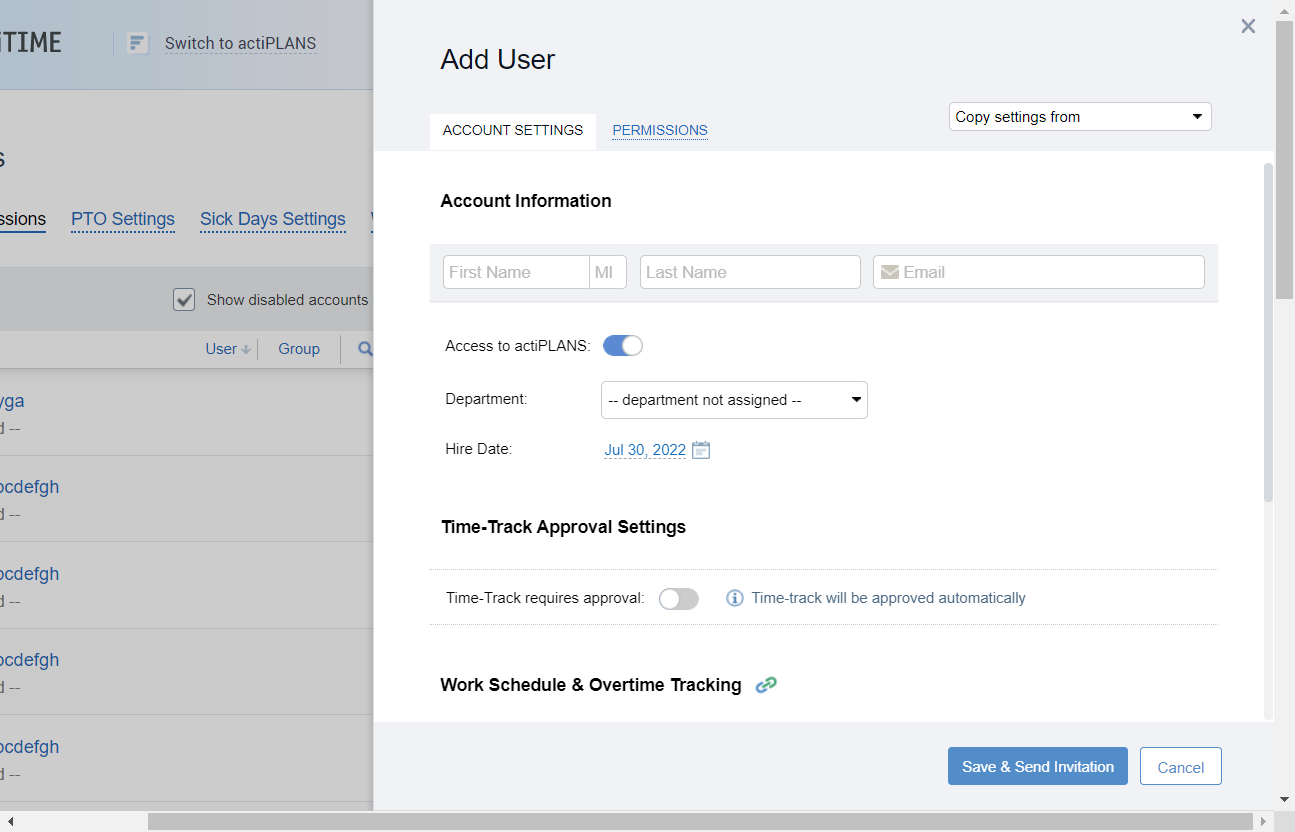 iTIME
Switch to actiPLANS
Add User
ACCOUNT SETTINGS
PERMISSIONS
Copy settings from
s
ssions
PTO Settings
Sick Days Settings
Account Information
First Name
MI
Last Name
Email
Show disabled accounts
Access to actiPLANS:
User
Group
Department:
-- department not assigned --
yga
d --
Hire Date:
Jul 30, 2022
ocdefgh
d --
Time-Track Approval Settings
ocdefgh
d --
Time-Track requires approval:
Time-track will be approved automatically
ocdefgh
d --
Work Schedule & Overtime Tracking
ocdefgh
d --
Save & Send Invitation
Cancel